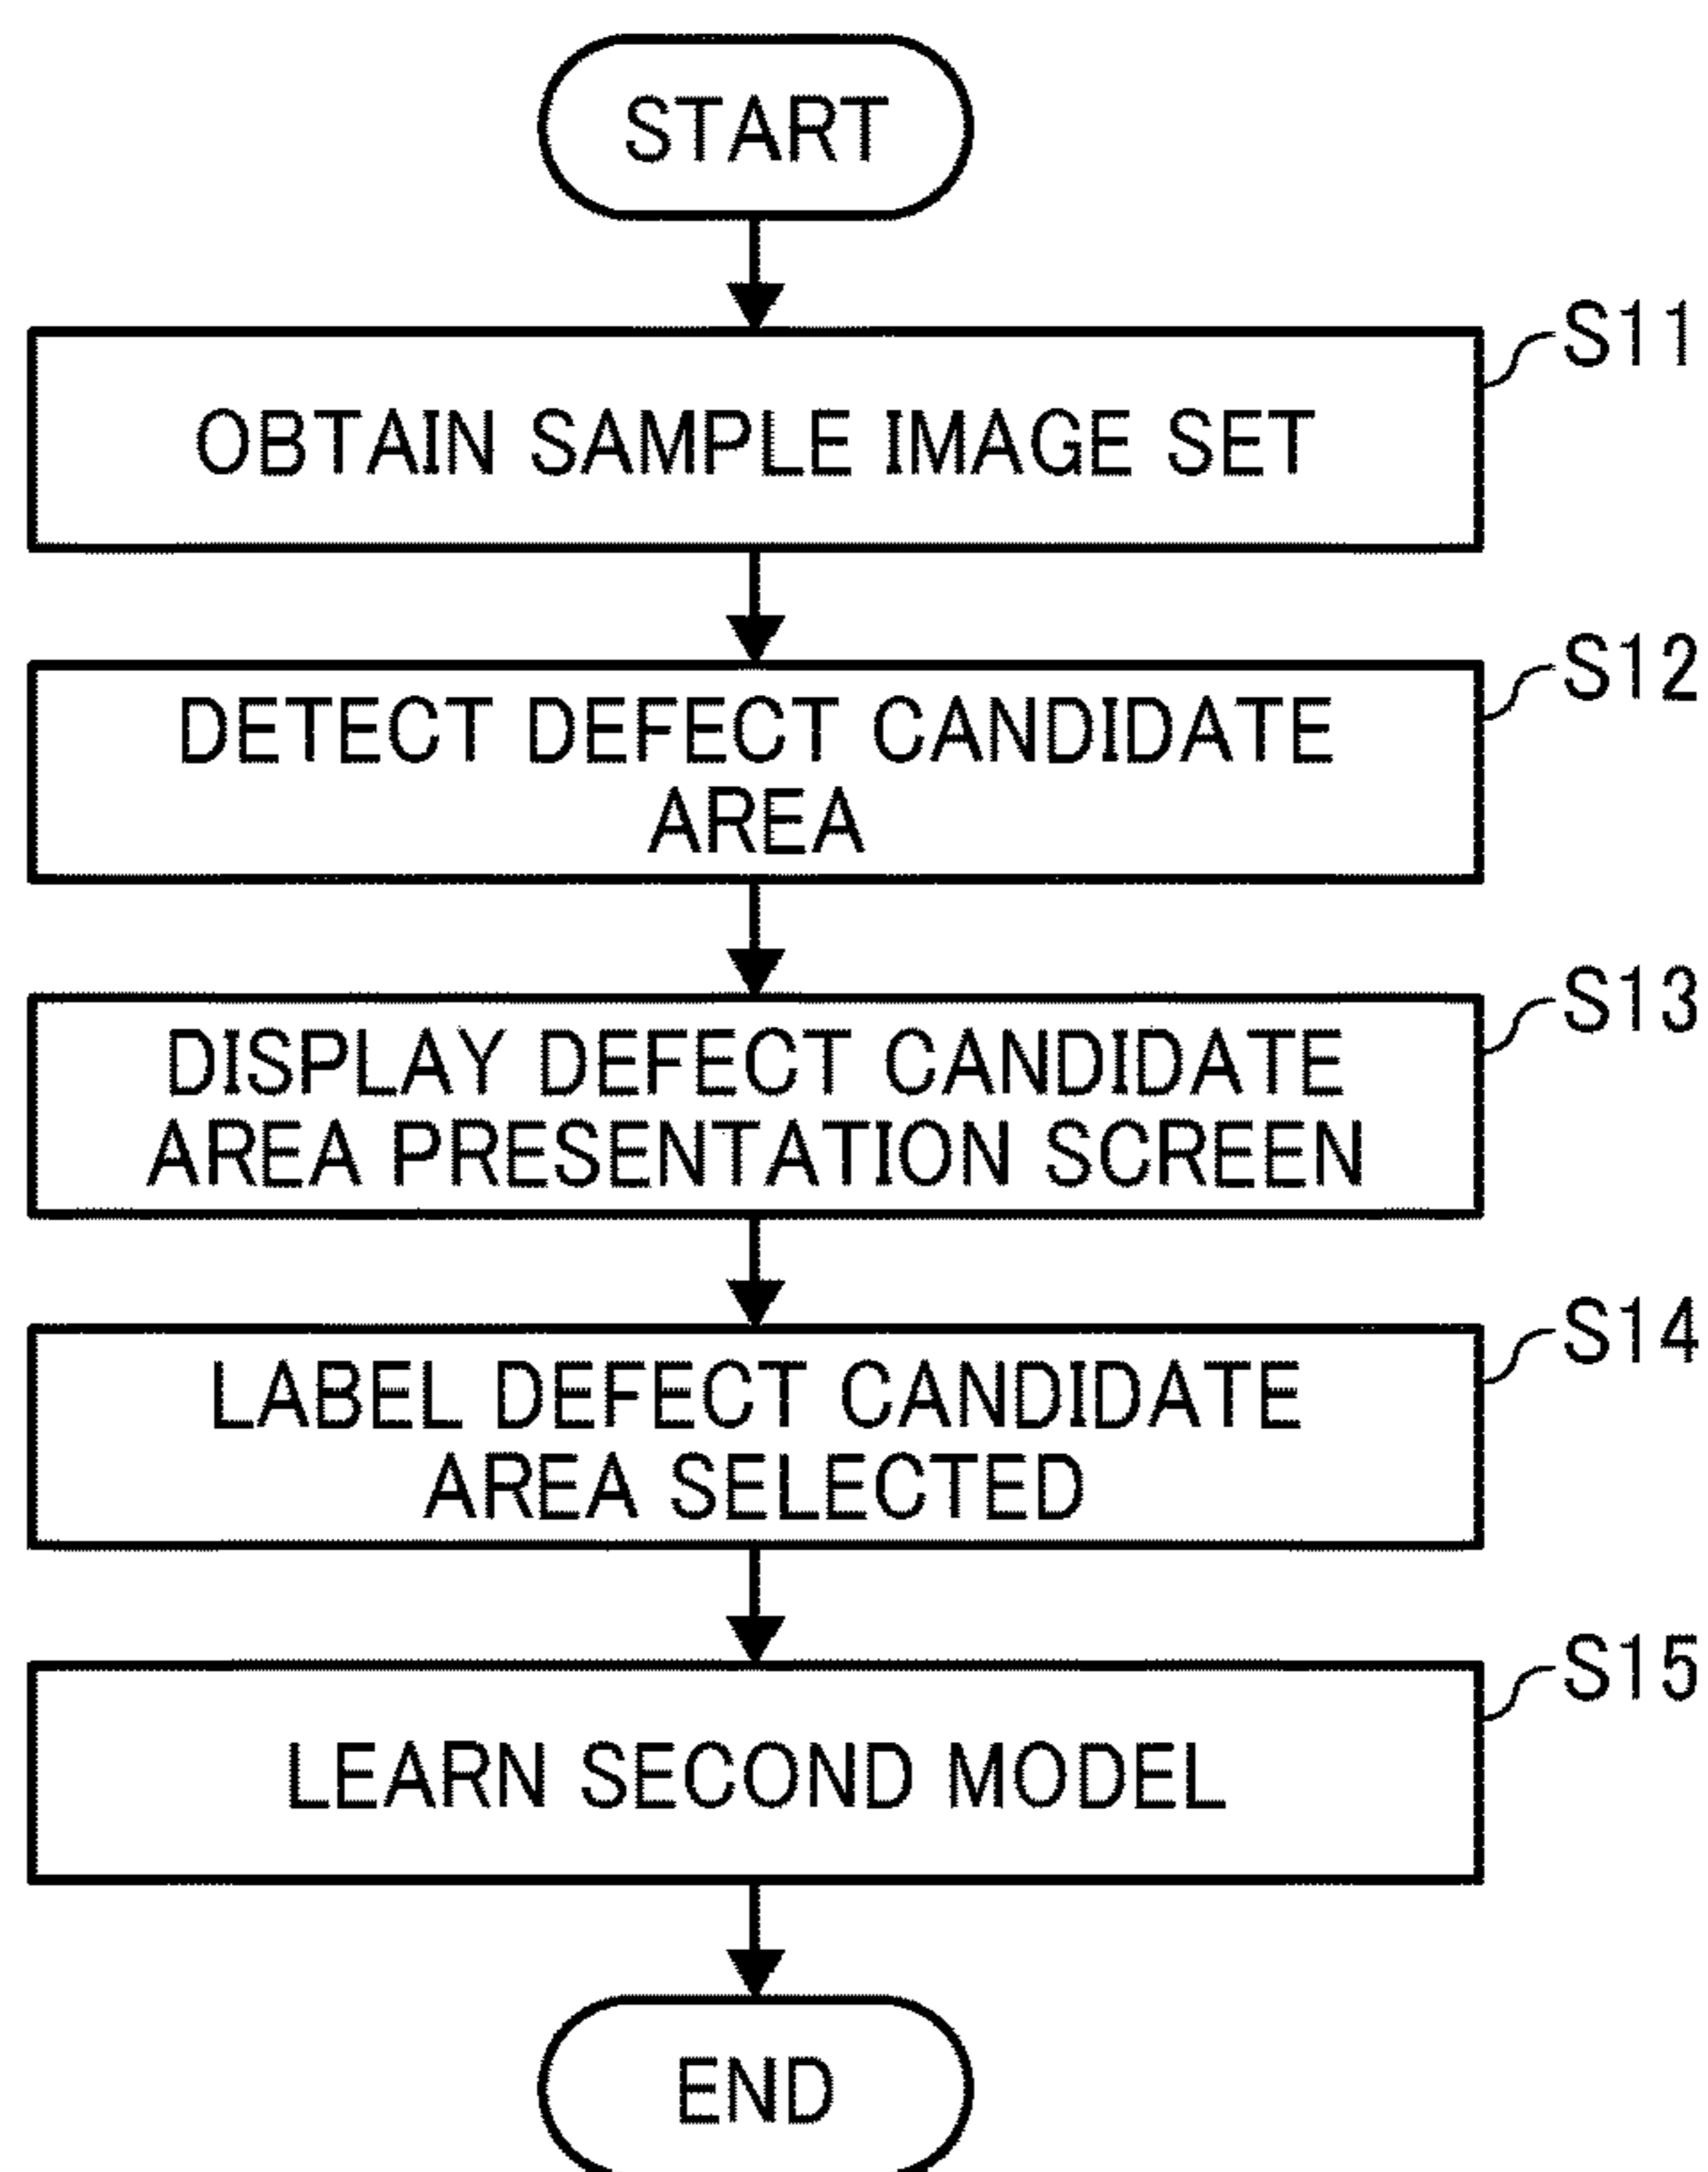 START
S11
OBTAIN SAMPLE IMAGE SET
S12
DETECT DEFECT CANDIDATE
AREA
S13
DISPLAY DEFECT CANDIDATE
AREA PRESENTATION SCREEN
S14
LABEL DEFECT CANDIDATE
AREA SELECTED
S15
LEARN SECOND MODEL
END